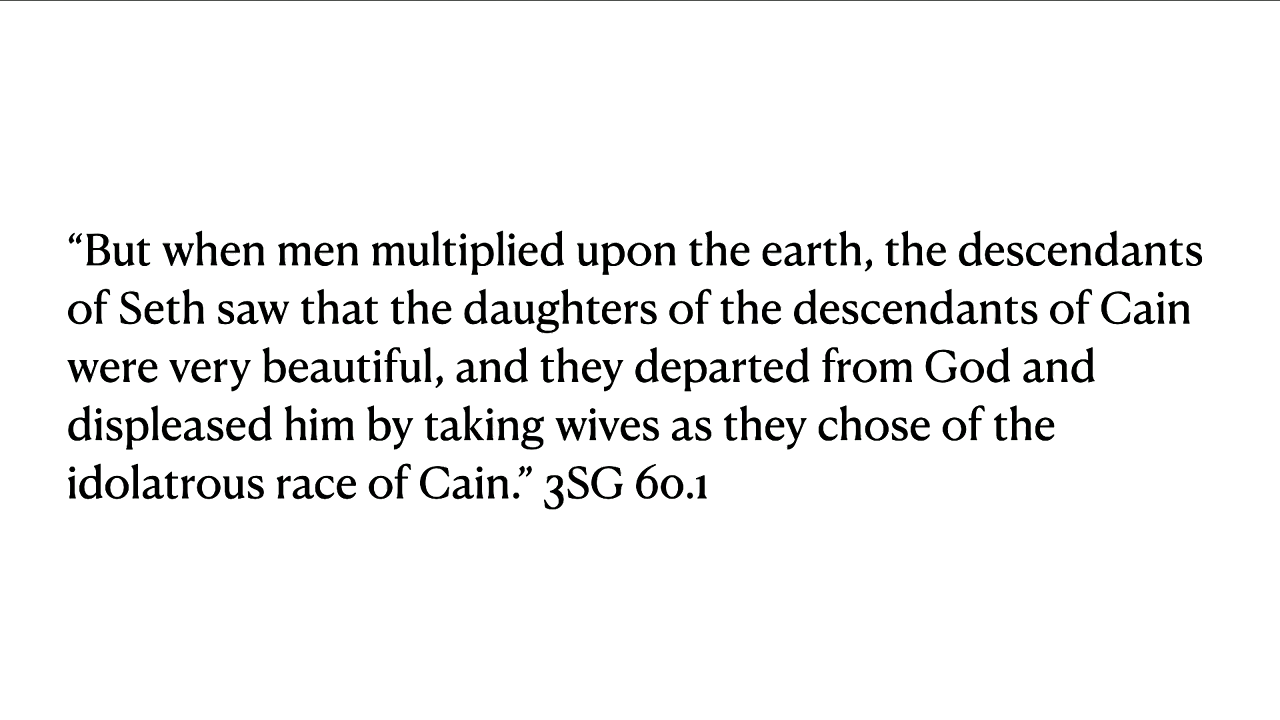 “But when men multiplied upon the earth, the descendants
of Seth saw that the daughters of the descendants of Cain
were very beautiful, and they departed from God and
displeased him by taking wives as they chose of the
idolatrous race of Cain.” 3SG 60.1